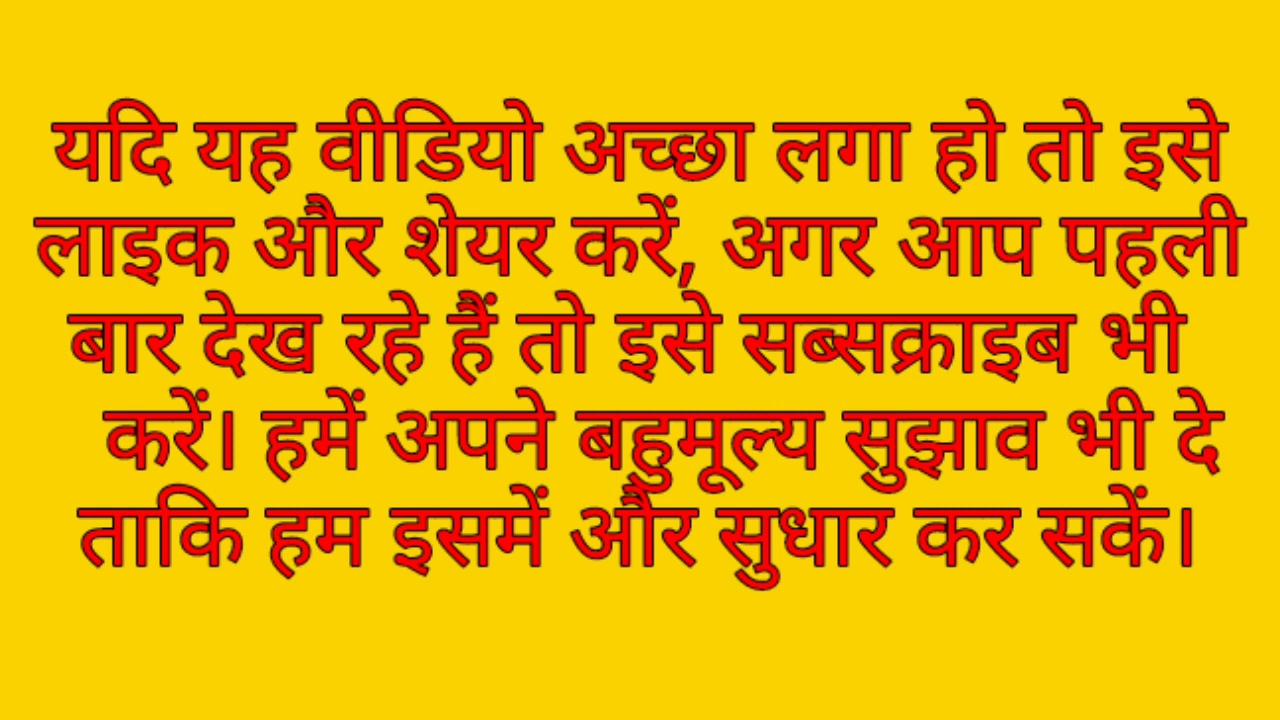 यदि यह वीडियो अच्छा लगा हो तो इसे
लाइक और शेयर करें, अगर आप पहली
बार देख रहे हैं तो इसे सब्सक्राइब भी
करें। हमें अपने बहुमूल्य सुझाव भी दे
ताकि हम इसमें और सुधार कर सकें।